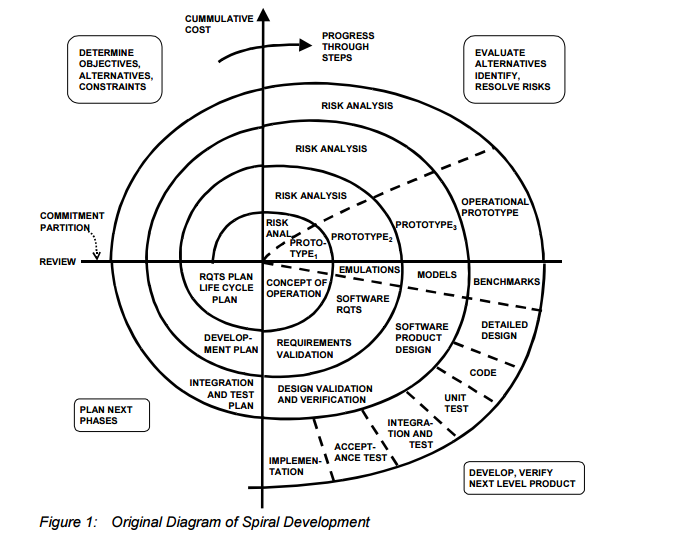 CUMMULATIVE
COST
PROGRESS
THROUGH
STEPS
DETERMINE
OBJECTIVES,
ALTERNATIVES,
CONSTRAINTS
EVALUATE
ALTERNATIVES
IDENTIFY,
RESOLVE RISKS
RISK ANALYSIS
RISK ANALYSIS
RISK ANALYSIS
RISK
ANAL.
PROTO-
TYPE1
PROTOTYPE2
PROTOTYPE3
OPERATIONAL
PROTOTYPE
COMMITMENT
PARTITION
REVIEW
RQTS PLAN
LIFE CYCLE
PLAN
CONCEPT OF
OPERATION
EMULATIONS
MODELS
BENCHMARKS
SOFTWARE
RQTS
SOFTWARE
PRODUCT
DESIGN
DETAILED
DESIGN
DEVELOP-
MENT PLAN
REQUIREMENTS
VALIDATION
CODE
INTEGRATION
AND TEST
PLAN
DESIGN VALIDATION
AND VERIFICATION
UNIT
TEST
INTEGRA-
TION AND
TEST
ACCEPT-
ANCE TEST
IMPLEMEN-
TATION
PLAN NEXT
PHASES
DEVELOP, VERIFY
NEXT LEVEL PRODUCT
Figure 1: Original Diagram of Spiral Development